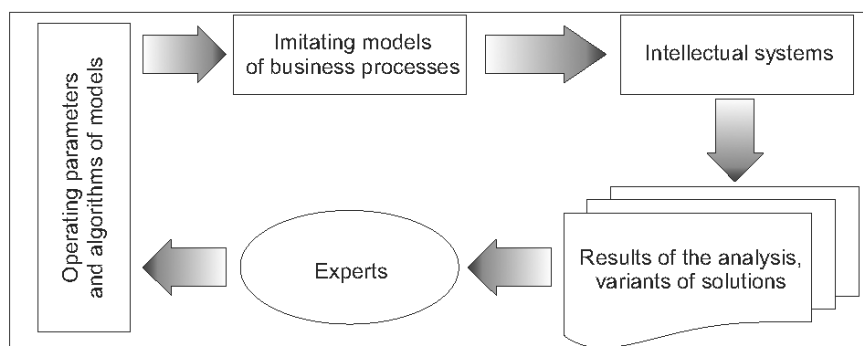 Operating parameters
and algorithms of models
Imitating models
of business processes
Intellectual systems
Results of the analysis,
variants of solutions
Experts